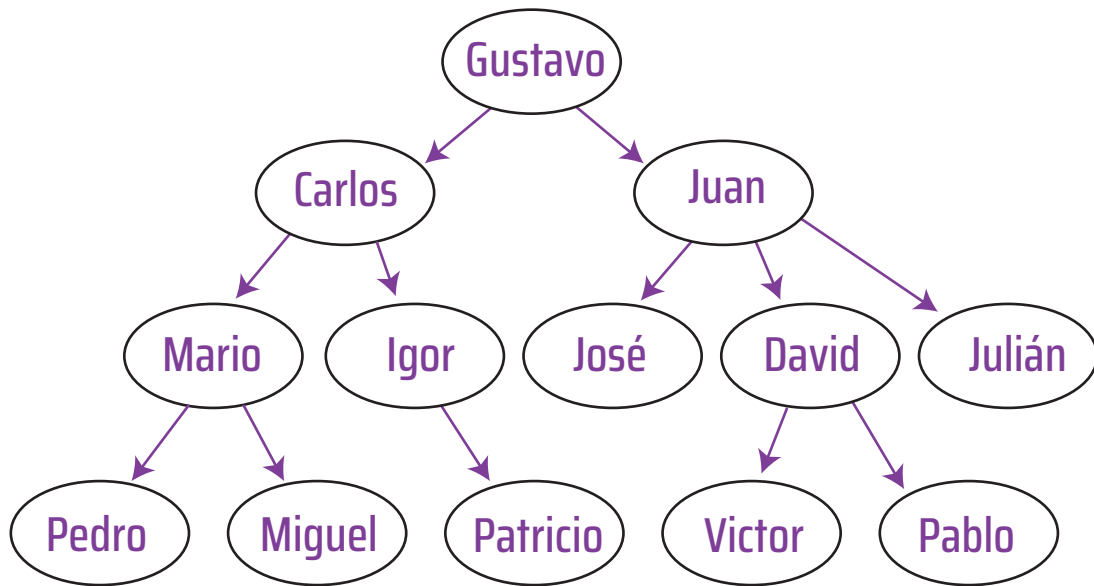 Gustavo
Carlos
Juan
Mario
Igor
José
David
Julián
Pedro
Miguel
Patricio
Victor
Pablo